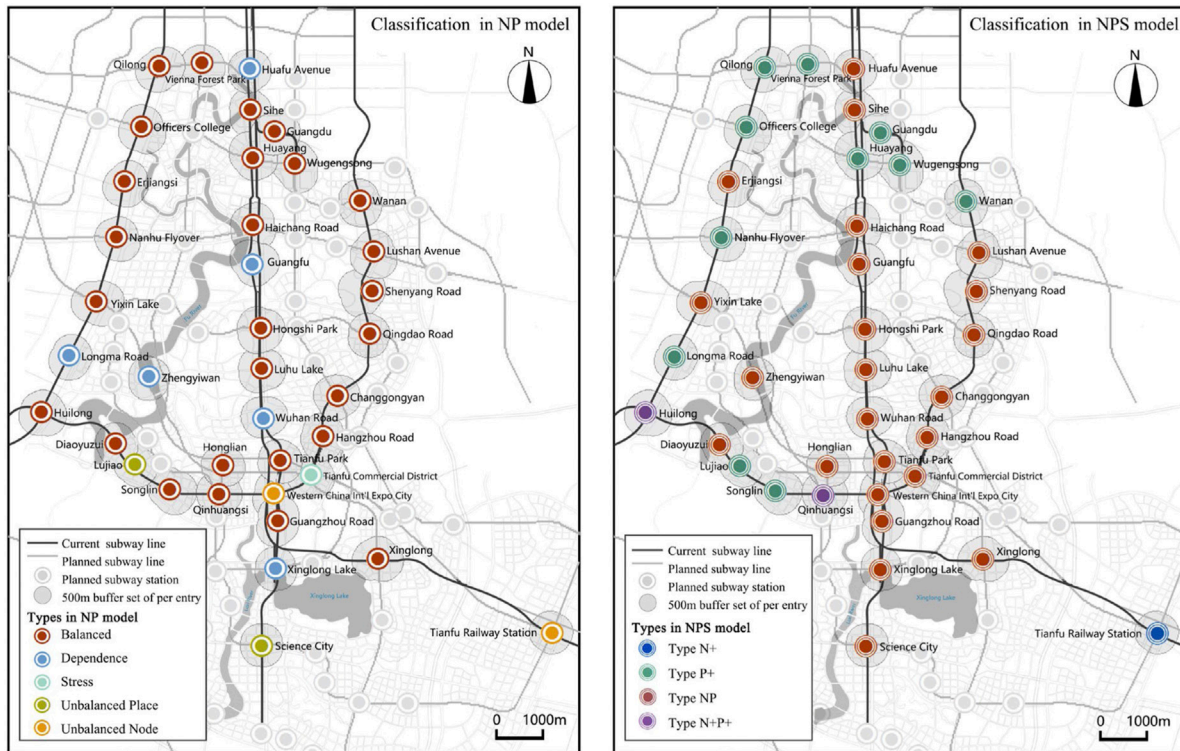 Classification in NP model
N
Qilong
Vienna Forest Park
Huafu Avenue
Sihe
Officers College
Guangdu
Huayang
Wugengsong
Erjiangsi
Wanan
Haichang Road
Nanhu Flyover
Lushan Avenue
Guangfu
Shenyang Road
Yixin Lake
Fu River
Hongshi Park
Qingdao Road
Longma Road
Luhu Lake
Zhengyiwan
Changgongyan
Huilong
Wuhan Road
Hangzhou Road
Diaoyuzui
Honglian
Lujiao
Tianfu Park
Tianfu Commercial District
Songlin
Qinhuangsi
Western China Int'l Expo City
Guangzhou Road
Xinglong
Xinglong Lake
Xinglong Lake
Tianfu Railway Station
Science City
Current subway line
Planned subway line
Planned subway station
500m buffer set of per entry
Types in NP model
Balanced
Dependence
Stress
Unbalanced Place
Unbalanced Node
0 1000m
Classification in NPS model
N
Qilong
Vienna Forest Park
Huafu Avenue
Sihe
Officers College
Guangdu
Huayang
Wugengsong
Erjiangsi
Wanan
Haichang Road
Nanhu Flyover
Lushan Avenue
Guangfu
Shenyang Road
Yixin Lake
Fu River
Hongshi Park
Qingdao Road
Longma Road
Luhu Lake
Zhengyiwan
Changgongyan
Huilong
Wuhan Road
Hangzhou Road
Diaoyuzui
Honglian
Lujiao
Tianfu Park
Tianfu Commercial District
Songlin
Qinhuangsi
Western China Int'l Expo City
Guangzhou Road
Xinglong
Xinglong Lake
Xinglong Lake
Tianfu Railway Station
Science City
Current subway line
Planned subway line
Planned subway station
500m buffer set of per entry
Types in NPS model
Type N+
Type P+
Type NP
Type N+P+
0 1000m